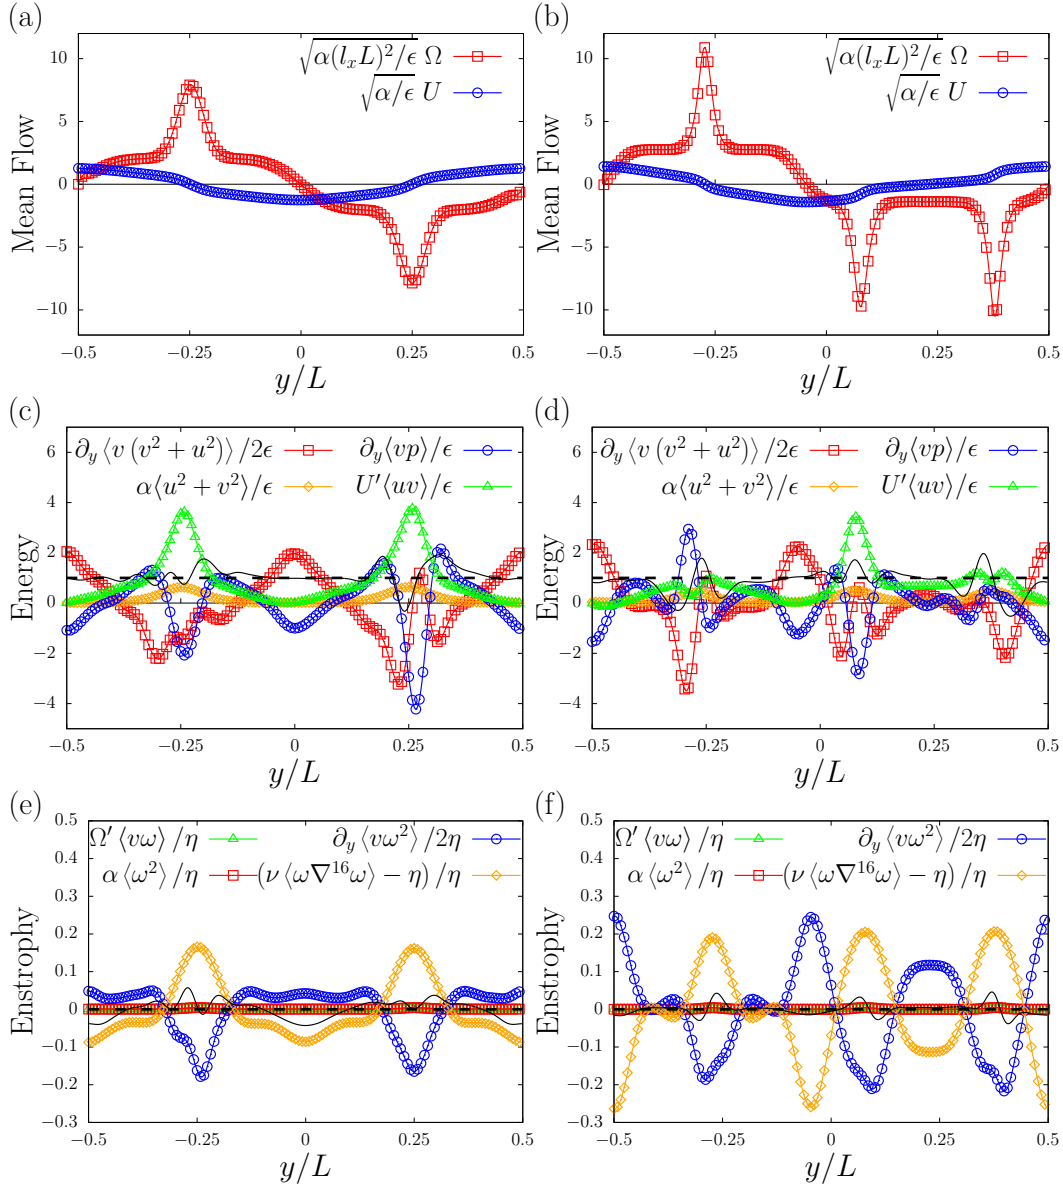 (a)
√α(lₓL)²/ϵ Ω
√α/ϵ U
Mean Flow
10
5
0
−5
−10
−0.5 −0.25 0 0.25 0.5
y/L
(b)
√α(lₓL)²/ϵ Ω
√α/ϵ U
Mean Flow
10
5
0
−5
−10
−0.5 −0.25 0 0.25 0.5
y/L
(c)
∂_y⟨v (v² + u²)⟩/2ϵ ∂_y⟨vp⟩/ϵ
α⟨u² + v²⟩/ϵ U′⟨uv⟩/ϵ
Energy
6
4
2
0
−2
−4
−0.5 −0.25 0 0.25 0.5
y/L
(d)
∂_y⟨v (v² + u²)⟩/2ϵ ∂_y⟨vp⟩/ϵ
α⟨u² + v²⟩/ϵ U′⟨uv⟩/ϵ
Energy
6
4
2
0
−2
−4
−0.5 −0.25 0 0.25 0.5
y/L
(e)
Ω′ ⟨vω⟩ /η ∂_y ⟨vω²⟩ /2η
α ⟨ω²⟩ /η (ν ⟨ω∇¹⁶ω⟩ − η) /η
Enstrophy
0.5
0.4
0.3
0.2
0.1
0
−0.1
−0.2
−0.3
−0.5 −0.25 0 0.25 0.5
y/L
(f)
Ω′ ⟨vω⟩ /η ∂_y ⟨vω²⟩ /2η
α ⟨ω²⟩ /η (ν ⟨ω∇¹⁶ω⟩ − η) /η
Enstrophy
0.5
0.4
0.3
0.2
0.1
0
−0.1
−0.2
−0.3
−0.5 −0.25 0 0.25 0.5
y/L